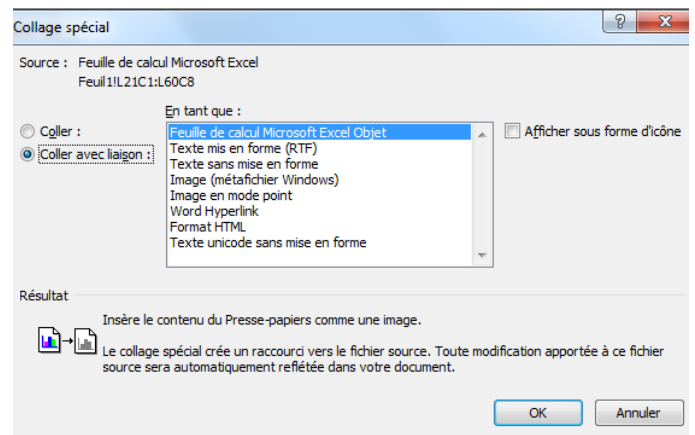 Collage spécial
Source : Feuille de calcul Microsoft Excel
Feuil1!L21C1:L60C8
En tant que :
Coller :
Coller avec liaison :
Feuille de calcul Microsoft Excel Objet
Texte mis en forme (RTF)
Texte sans mise en forme
Image (métafichier Windows)
Image en mode point
Word Hyperlink
Format HTML
Texte unicode sans mise en forme
Afficher sous forme d'icône
Résultat
Insère le contenu du Presse-papiers comme une image.
Le collage spécial crée un raccourci vers le fichier source. Toute modification apportée à ce fichier
source sera automatiquement reflétée dans votre document.
OK
Annuler